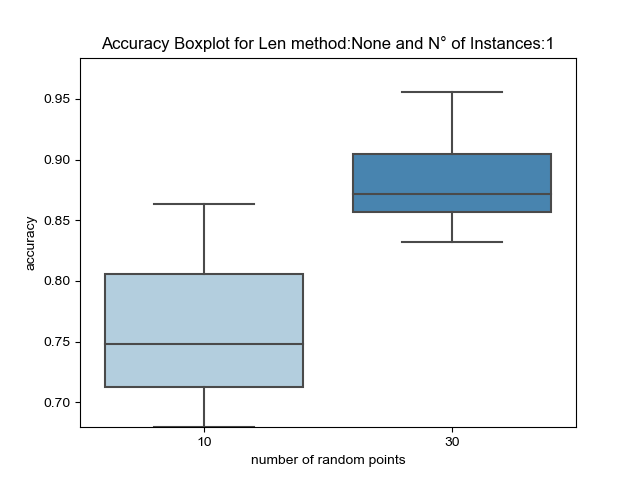 Accuracy Boxplot for Len method:None and N° of Instances:1
0.95
0.90
0.85
0.80
0.75
0.70
accuracy
10 30
number of random points